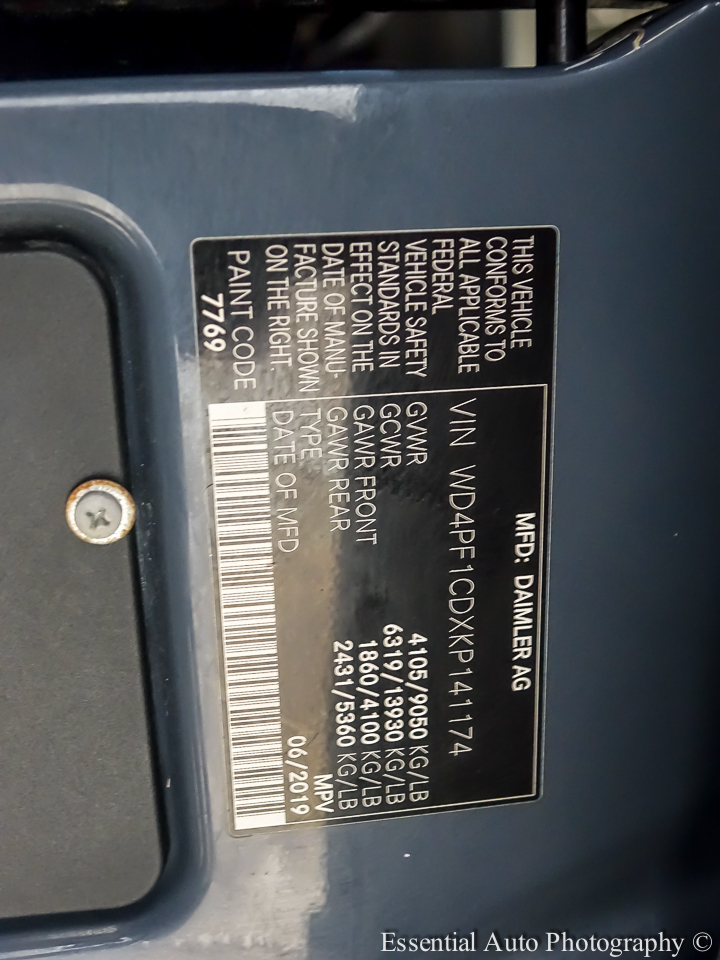 MFD: DAIMLER AG
THIS VEHICLE
CONFORMS TO
ALL APPLICABLE
FEDERAL
VEHICLE SAFETY
STANDARDS IN
EFFECT ON THE
DATE OF MANU-
FACTURE SHOWN
ON THE RIGHT.
PAINT CODE
7769
VIN WD4PF1CDXKP141174
GVWR 4105/9050 KG/LB
GCWR 6319/13930 KG/LB
GAWR FRONT 1860/4100 KG/LB
GAWR REAR 2431/5360 KG/LB
TYPE MPV
DATE OF MFD 06/2019
Essential Auto Photography ©